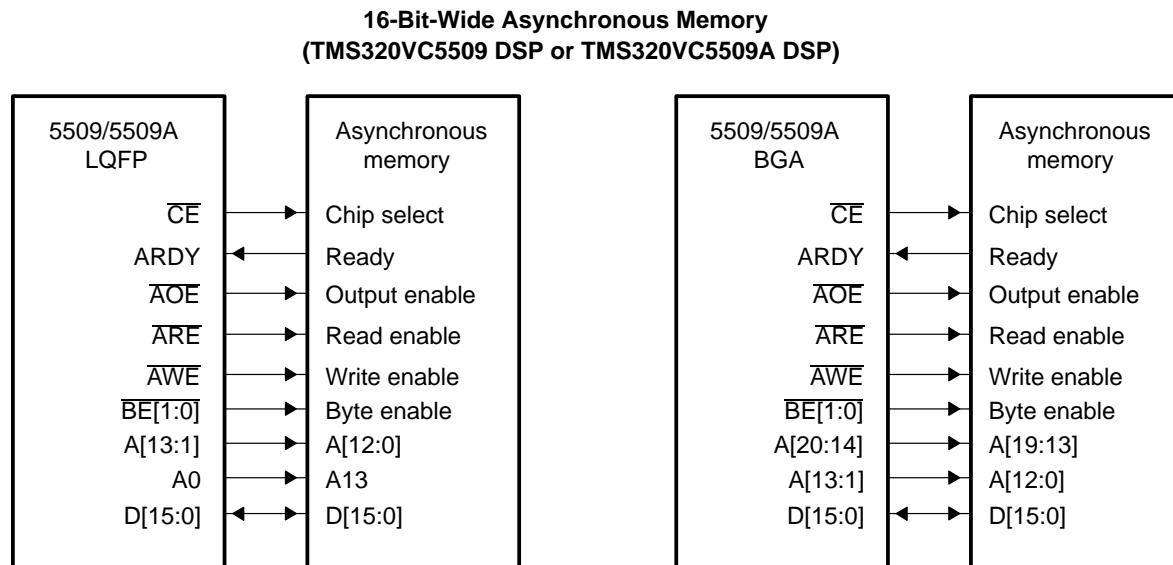 16-Bit-Wide Asynchronous Memory
(TMS320VC5509 DSP or TMS320VC5509A DSP)
5509/5509A
LQFP
Asynchronous
memory
CE
Chip select
ARDY
Ready
AOE
Output enable
ARE
Read enable
AWE
Write enable
BE[1:0]
Byte enable
A[13:1]
A[12:0]
A0
A13
D[15:0]
D[15:0]
5509/5509A
BGA
Asynchronous
memory
CE
Chip select
ARDY
Ready
AOE
Output enable
ARE
Read enable
AWE
Write enable
BE[1:0]
Byte enable
A[20:14]
A[19:13]
A[13:1]
A[12:0]
D[15:0]
D[15:0]